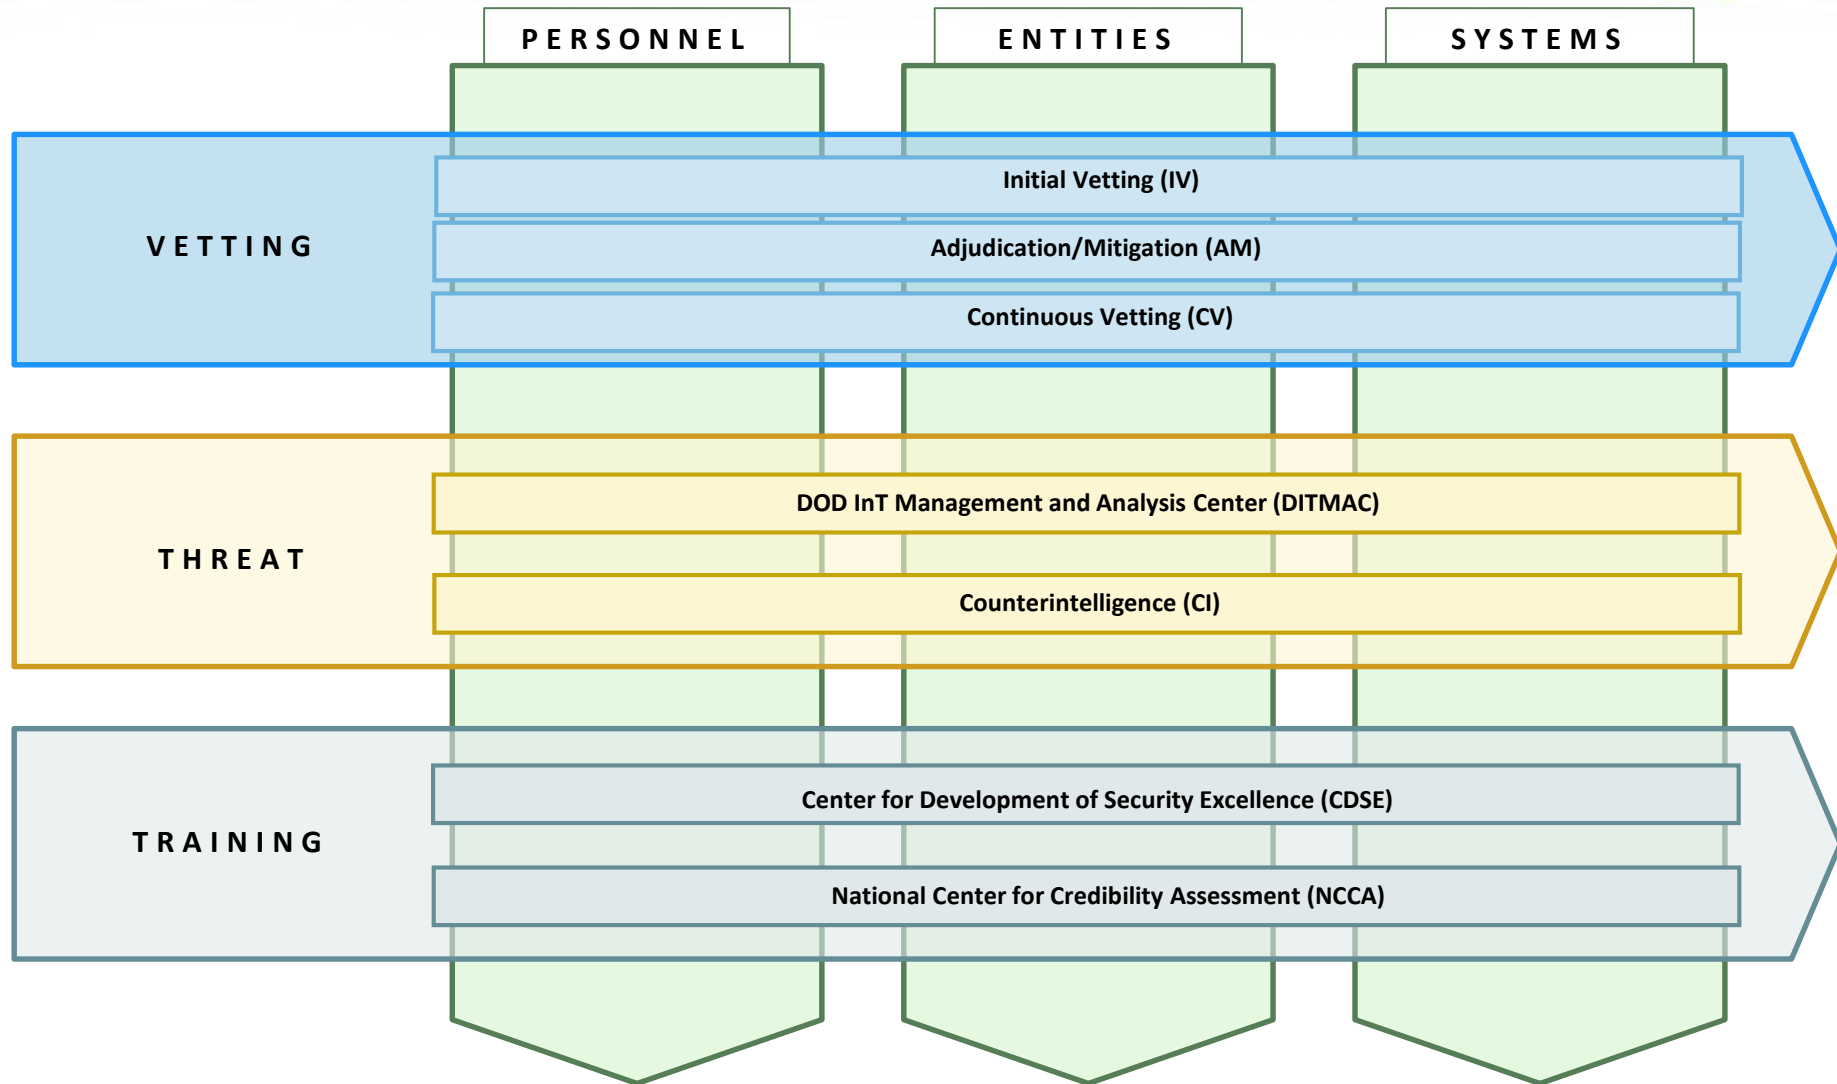 PERSONNEL
ENTITIES
SYSTEMS
VETTING
Initial Vetting (IV)
Adjudication/Mitigation (AM)
Continuous Vetting (CV)
THREAT
DOD InT Management and Analysis Center (DITMAC)
Counterintelligence (CI)
TRAINING
Center for Development of Security Excellence (CDSE)
National Center for Credibility Assessment (NCCA)